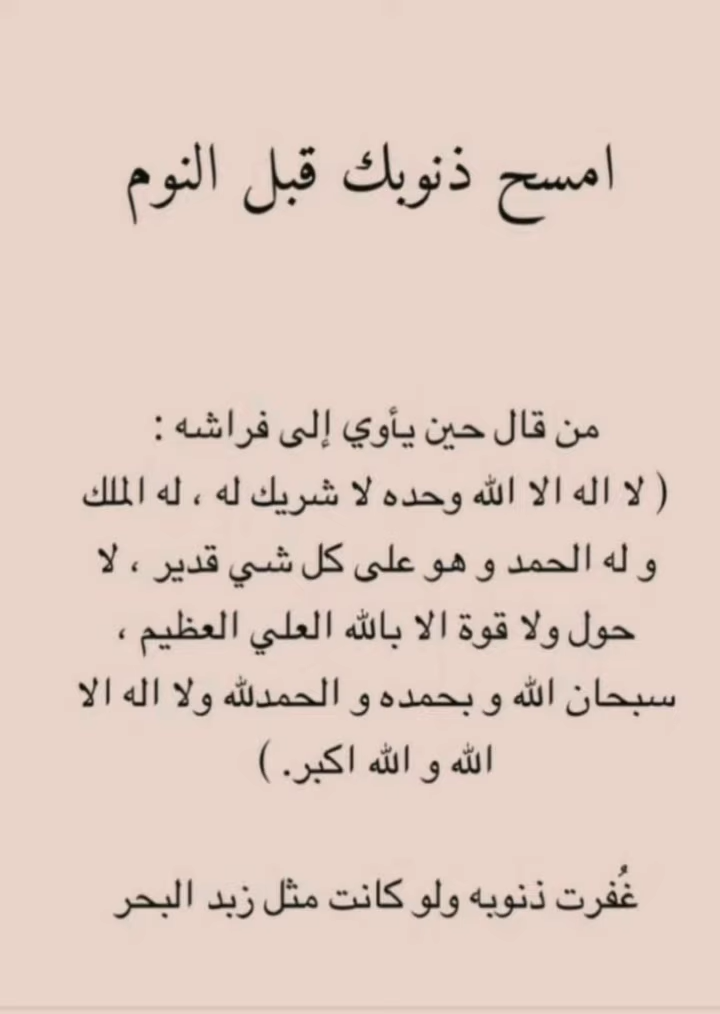 امسح ذنوبك قبل النوم
من قال حين يأوي إلى فراشه :
( لا اله الا الله وحده لا شريك له ، له الملك
و له الحمد و هو على كل شي قدير ، لا
حول ولا قوة الا بالله العلي العظيم ،
سبحان الله و بحمده و الحمدلله ولا اله الا
الله و الله اكبر. )
غُفرت ذنوبه ولو كانت مثل زبد البحر